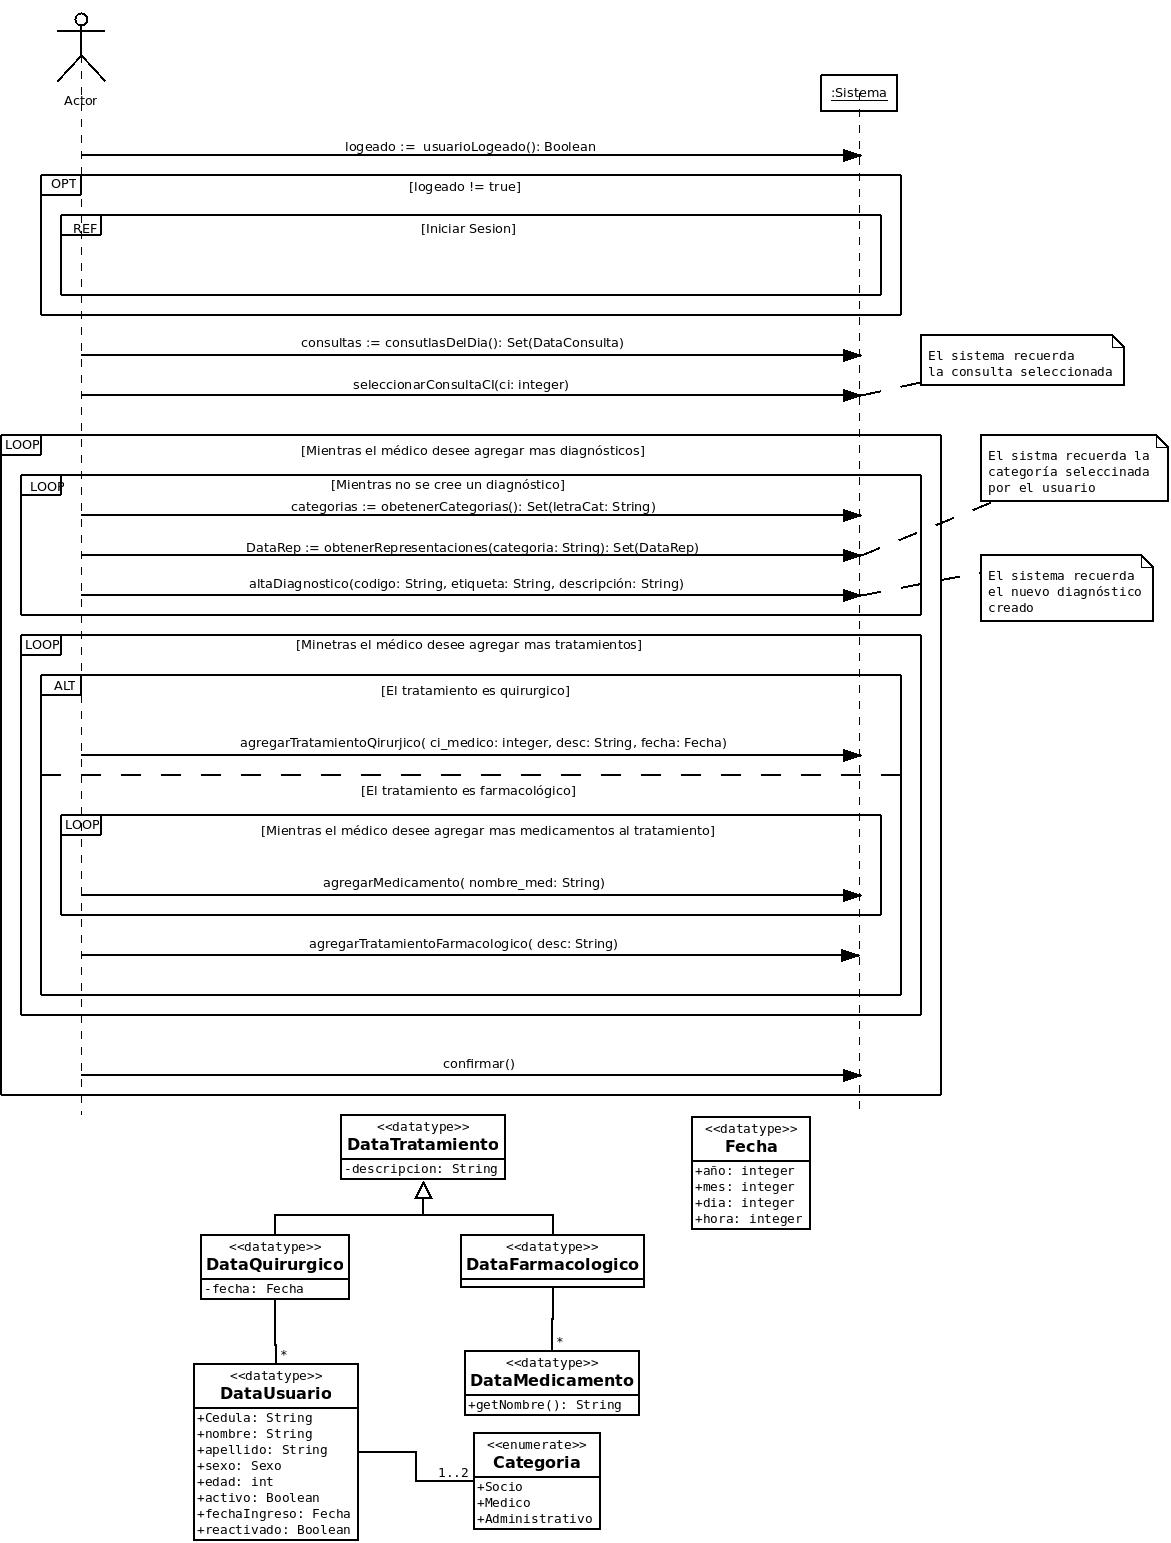 Actor
:Sistema
logeado :=  usuarioLogeado(): Boolean
OPT
[logeado != true]
REF
[Iniciar Sesion]
consultas := consutlasDelDia(): Set(DataConsulta)
El sistema recuerda
la consulta seleccionada
seleccionarConsultaCI(ci: integer)
LOOP
[Mientras el médico desee agregar mas diagnósticos]
El sistma recuerda la
categoría seleccinada
por el usuario
LOOP
[Mientras no se cree un diagnóstico]
categorias := obetenerCategorias(): Set(letraCat: String)
DataRep := obtenerRepresentaciones(categoria: String): Set(DataRep)
altaDiagnostico(codigo: String, etiqueta: String, descripción: String)
El sistema recuerda
el nuevo diagnóstico
creado
LOOP
[Minetras el médico desee agregar mas tratamientos]
ALT
[El tratamiento es quirurgico]
agregarTratamientoQirurjico( ci_medico: integer, desc: String, fecha: Fecha)
[El tratamiento es farmacológico]
LOOP
[Mientras el médico desee agregar mas medicamentos al tratamiento]
agregarMedicamento( nombre_med: String)
agregarTratamientoFarmacologico( desc: String)
confirmar()
<<datatype>>
DataTratamiento
-descripcion: String
<<datatype>>
Fecha
+año: integer
+mes: integer
+dia: integer
+hora: integer
<<datatype>>
DataQuirurgico
-fecha: Fecha
<<datatype>>
DataFarmacologico
*
*
<<datatype>>
DataUsuario
+Cedula: String
+nombre: String
+apellido: String
+sexo: Sexo
+edad: int
+activo: Boolean
+fechaIngreso: Fecha
+reactivado: Boolean
<<datatype>>
DataMedicamento
+getNombre(): String
1..2
<<enumerate>>
Categoria
+Socio
+Medico
+Administrativo